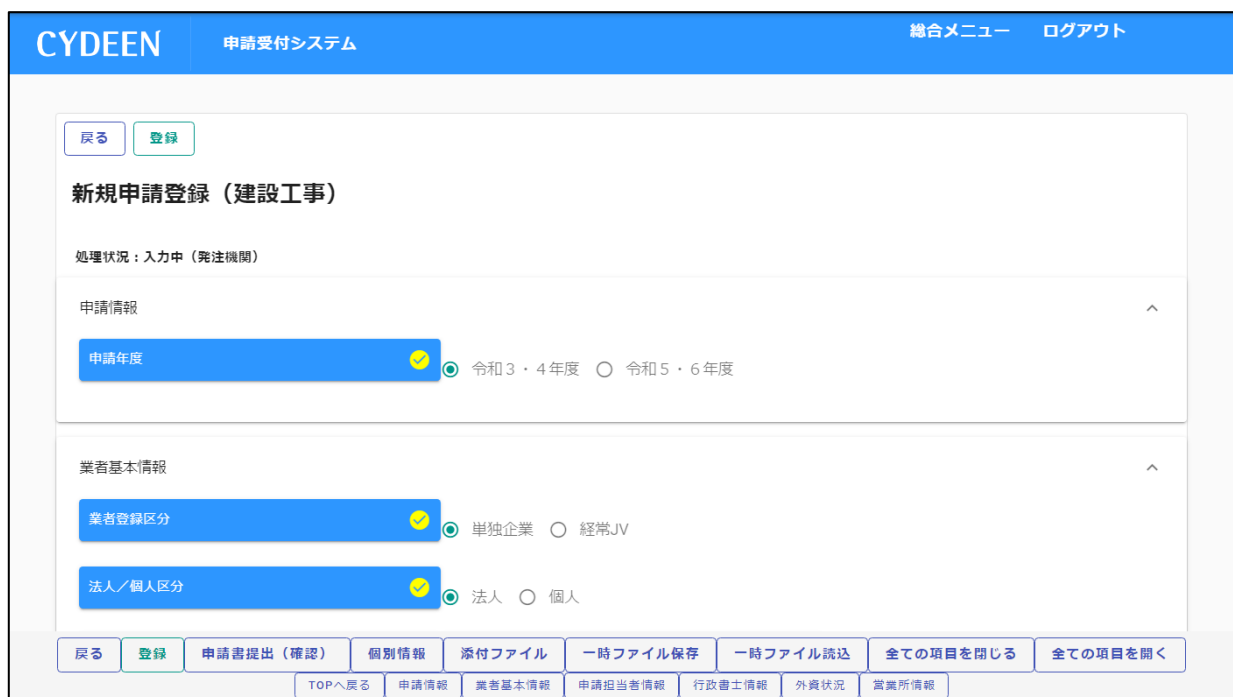 CYDEEN 申請受付システム 総合メニュー ログアウト
戻る 登録
新規申請登録（建設工事）
処理状況：入力中（発注機関）
申請情報
申請年度 令和３・４年度 令和５・６年度
業者基本情報
業者登録区分 単独企業 経常JV
法人／個人区分 法人 個人
戻る 登録 申請書提出（確認） 個別情報 添付ファイル 一時ファイル保存 一時ファイル読込 全ての項目を閉じる 全ての項目を開く
TOPへ戻る 申請情報 業者基本情報 申請担当者情報 行政書士情報 外資状況 営業所情報